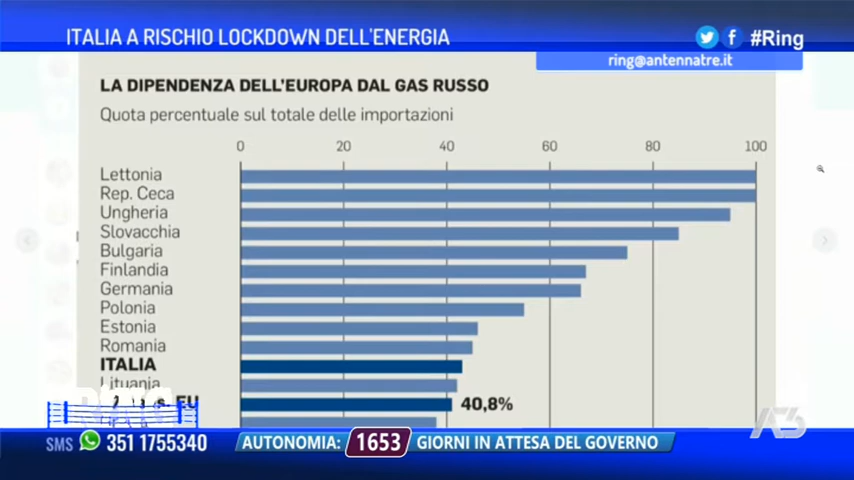 ITALIA A RISCHIO LOCKDOWN DELL'ENERGIA
#Ring
ring@antennatre.it
LA DIPENDENZA DELL'EUROPA DAL GAS RUSSO
Quota percentuale sul totale delle importazioni
0 20 40 60 80 100
Lettonia
Rep. Ceca
Ungheria
Slovacchia
Bulgaria
Finlandia
Germania
Polonia
Estonia
Romania
ITALIA
Lituania
EU 40,8%
SMS 351 1755340
AUTONOMIA: 1653 GIORNI IN ATTESA DEL GOVERNO